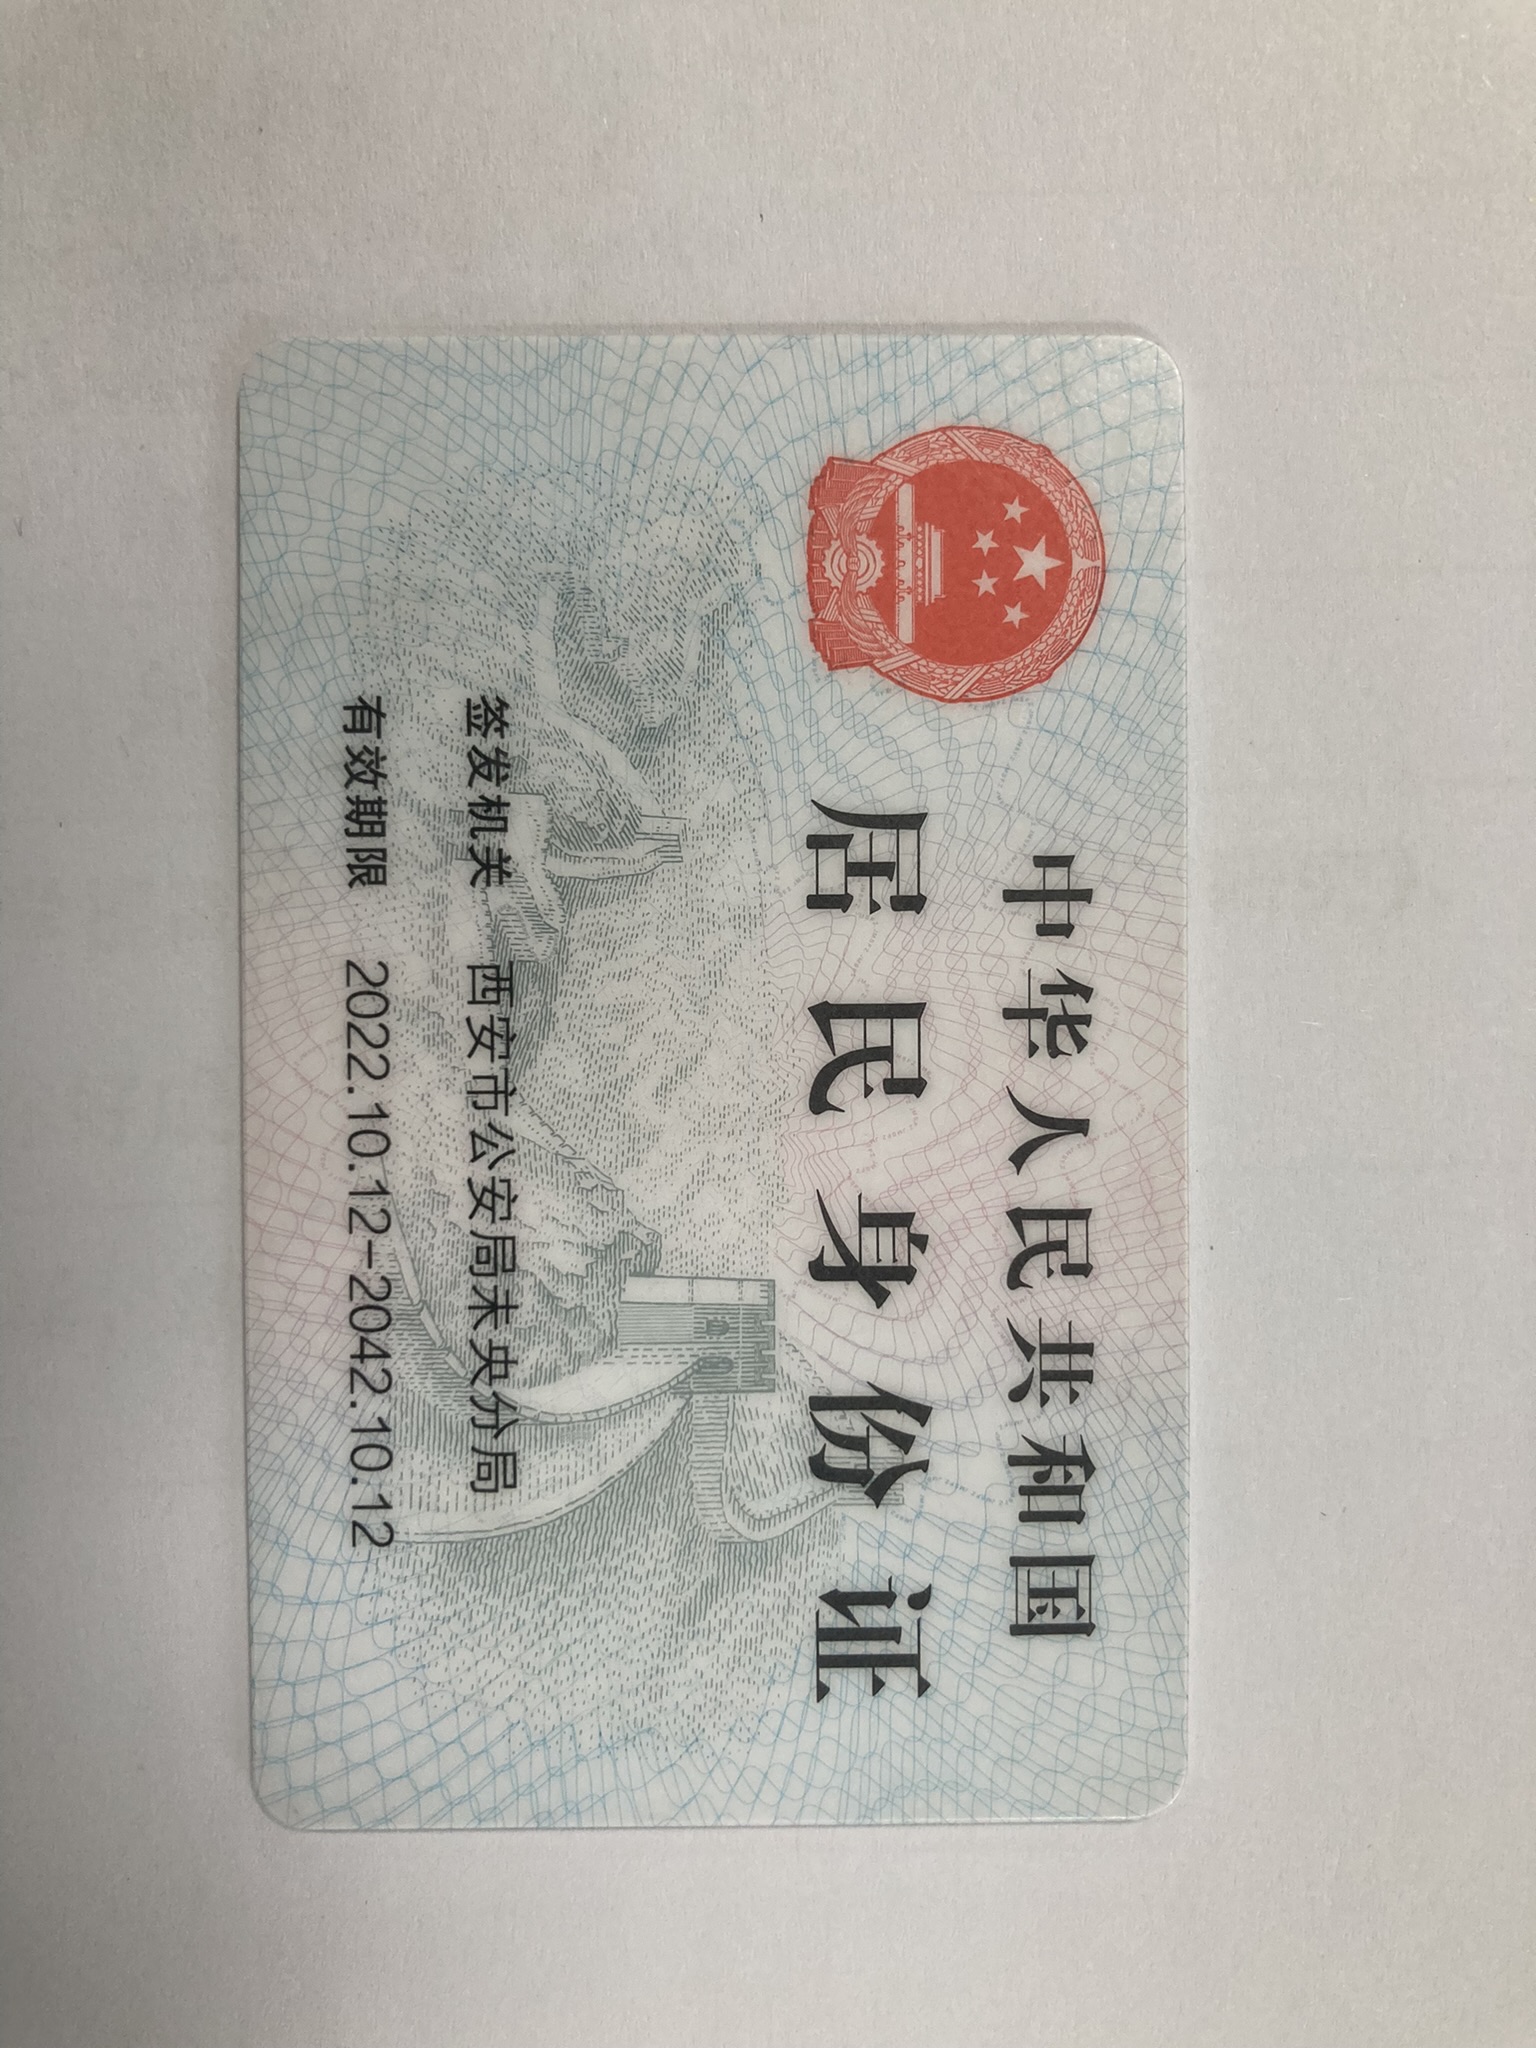 中华人民共和国
居民身份证
签发机关 西安市公安局未央分局
有效期限 2022.10.12-2042.10.12